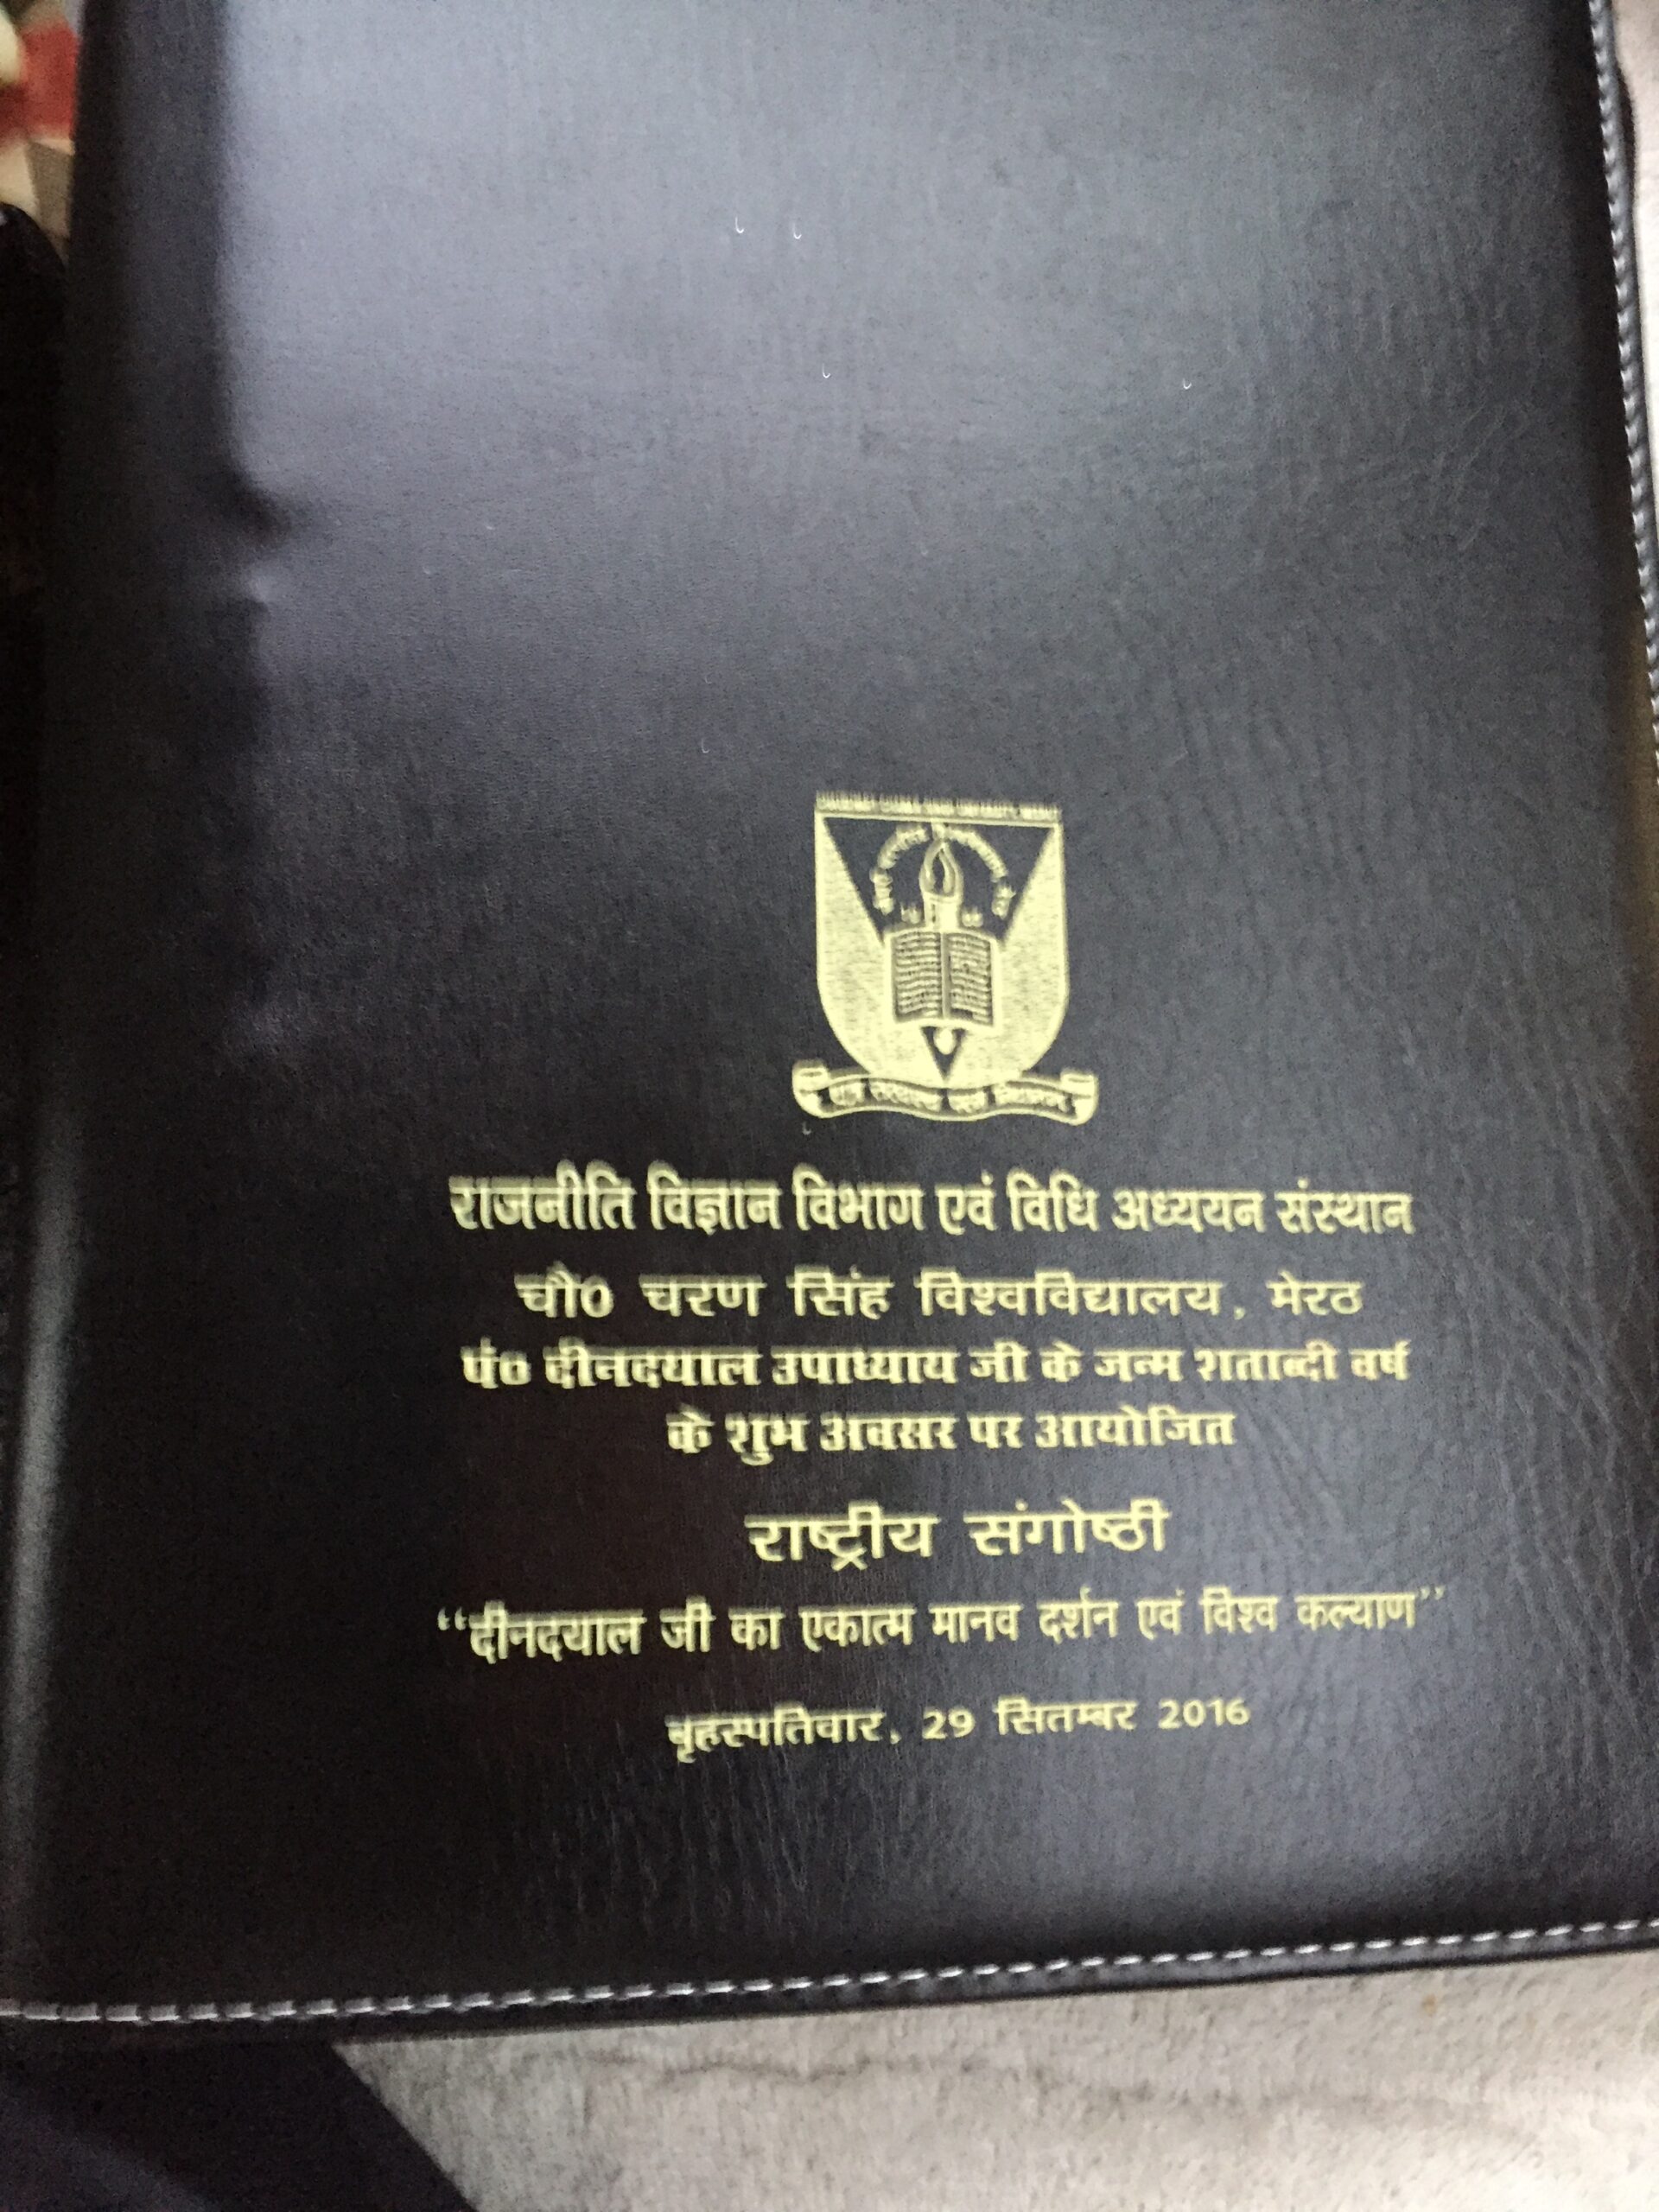 राजनीति विज्ञान विभाग एवं विधि अध्ययन संस्थान
चौ0 चरण सिंह विश्वविद्यालय, मेरठ
पं0 दीनदयाल उपाध्याय जी के जन्म शताब्दी वर्ष
के शुभ अवसर पर आयोजित
राष्ट्रीय संगोष्ठी
“दीनदयाल जी का एकात्म मानव दर्शन एवं विश्व कल्याण”
बृहस्पतिवार, 29 सितम्बर 2016